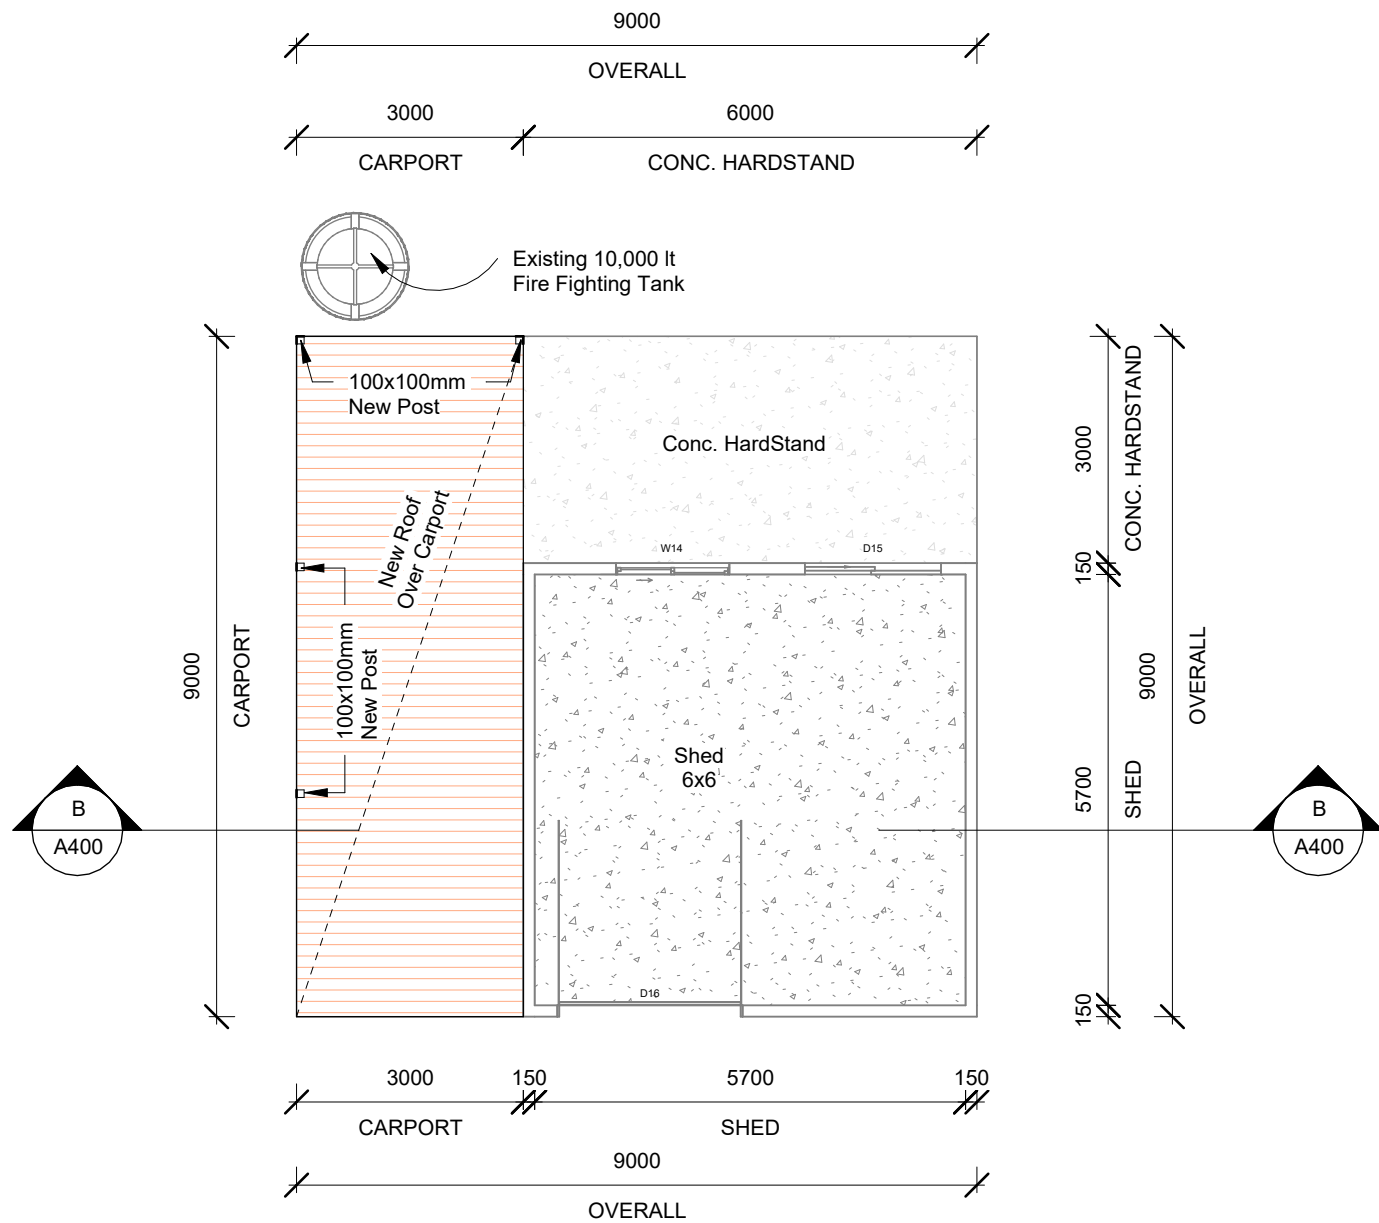 9000
OVERALL
3000
6000
CARPORT
CONC. HARDSTAND
Existing 10,000 lt
Fire Fighting Tank
100x100mm
New Post
Conc. HardStand
New Roof
Over Carport
W14
D15
100x100mm
New Post
9000
CARPORT
Shed
6x6
D16
3000
CONC. HARDSTAND
150
5700
SHED
150
9000
OVERALL
B
A400
B
A400
3000
150
5700
150
CARPORT
SHED
9000
OVERALL